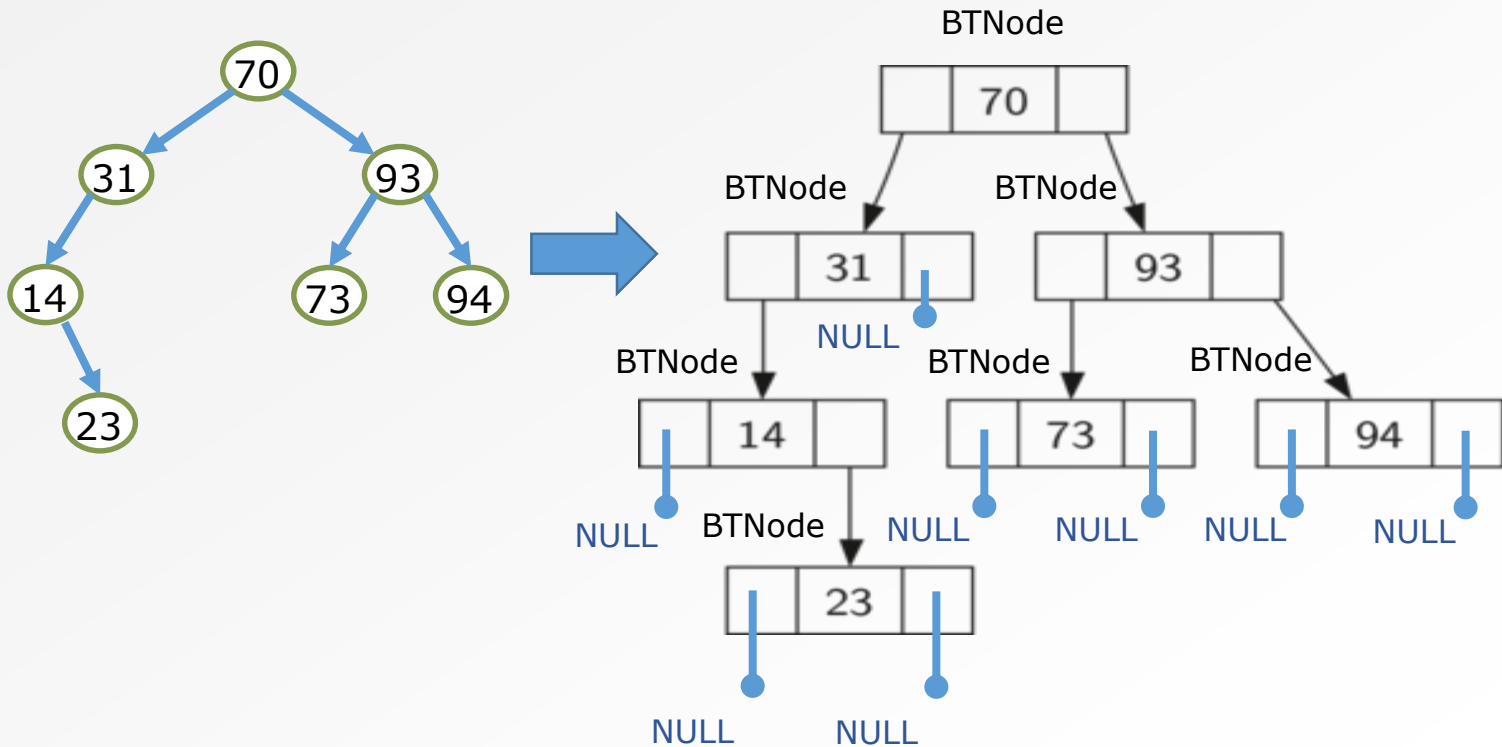 70
31
93
14
73
94
23
BTNode
70
BTNode
BTNode
31
93
NULL
BTNode
BTNode
BTNode
14
73
94
NULL
BTNode
NULL
NULL
NULL
NULL
23
NULL
NULL